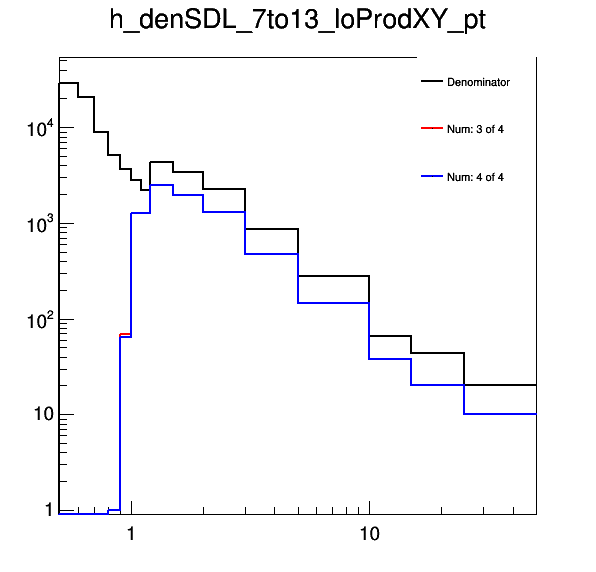 h_denSDL_7to13_loProdXY_pt
Denominator
Num: 3 of 4
Num: 4 of 4
10⁴
10³
10²
10
1
1 10